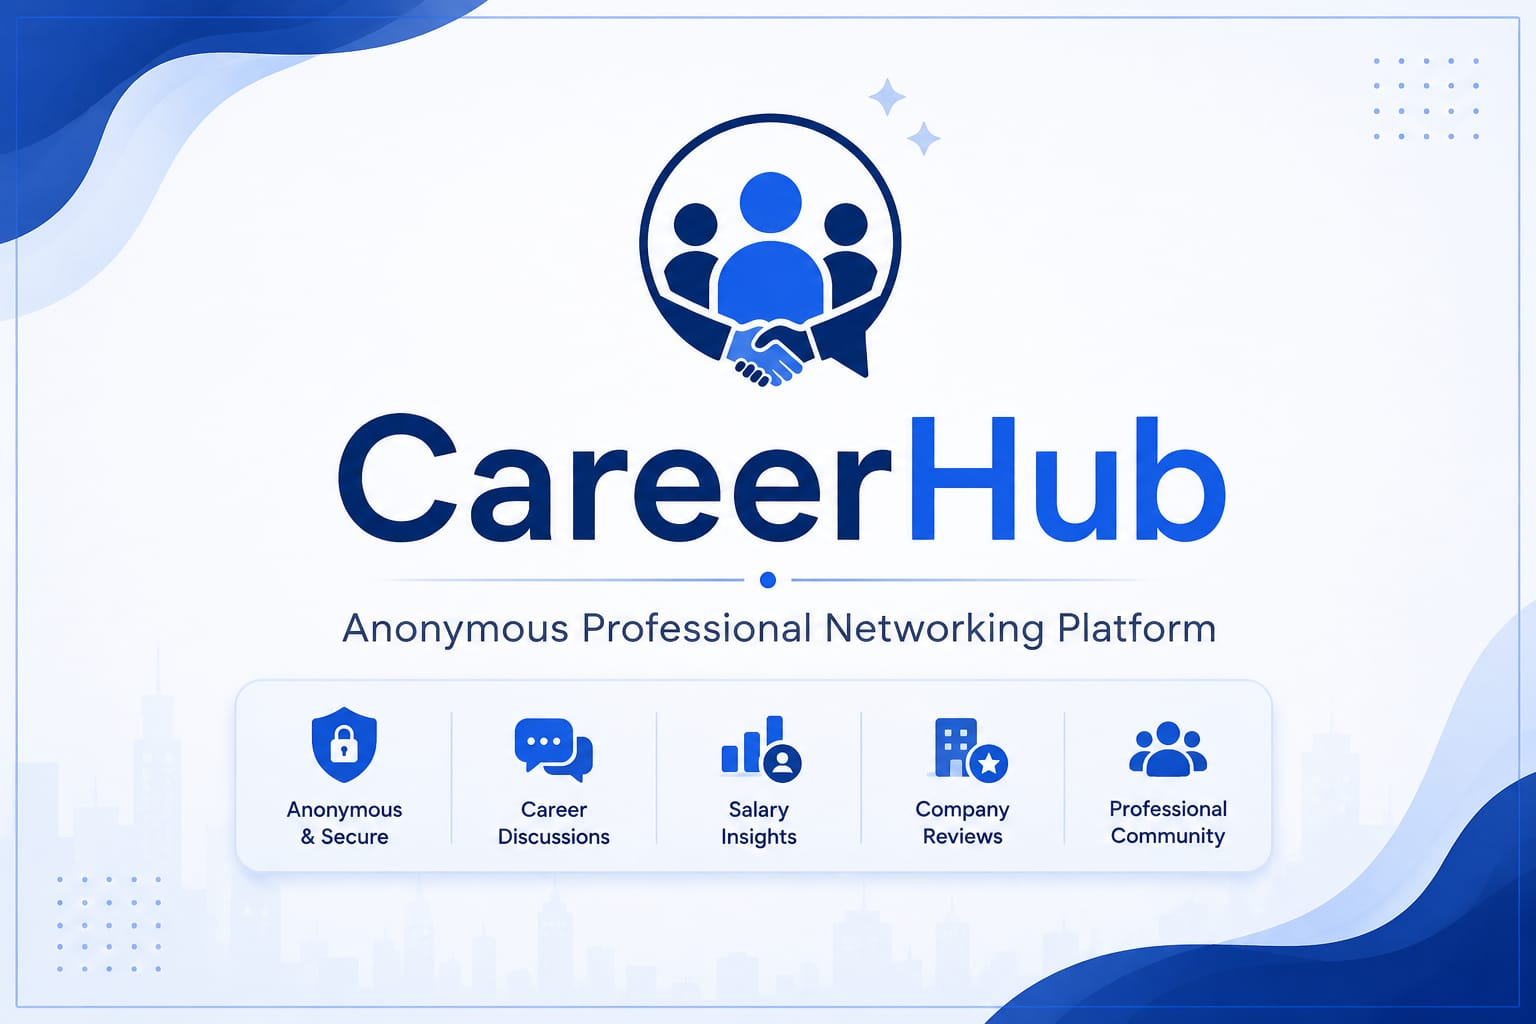 CareerHub
Anonymous Professional Networking Platform
Anonymous
& Secure
Career
Discussions
Salary
Insights
Company
Reviews
Professional
Community